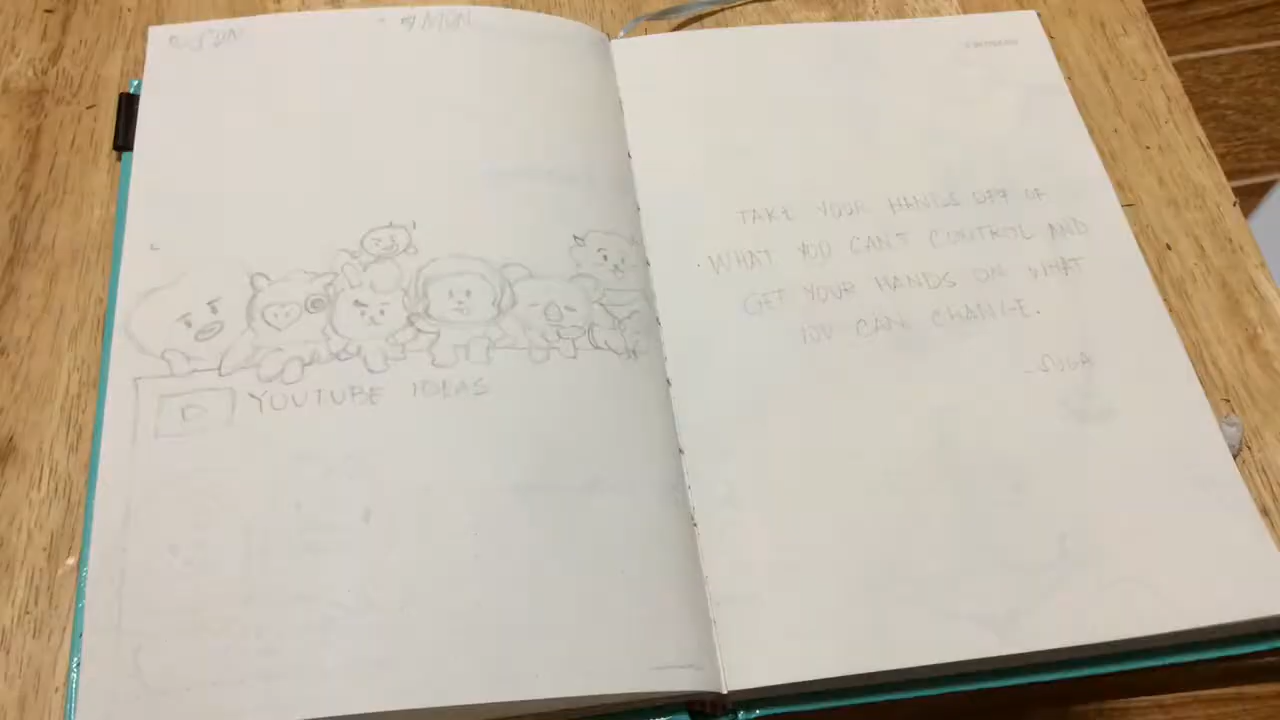 MON
YOUTUBE IDEAS
TAKE YOUR HANDS OFF OF
WHAT YOU CAN'T CONTROL AND
GET YOUR HANDS ON WHAT
YOU CAN CHANGE.
-SUGA